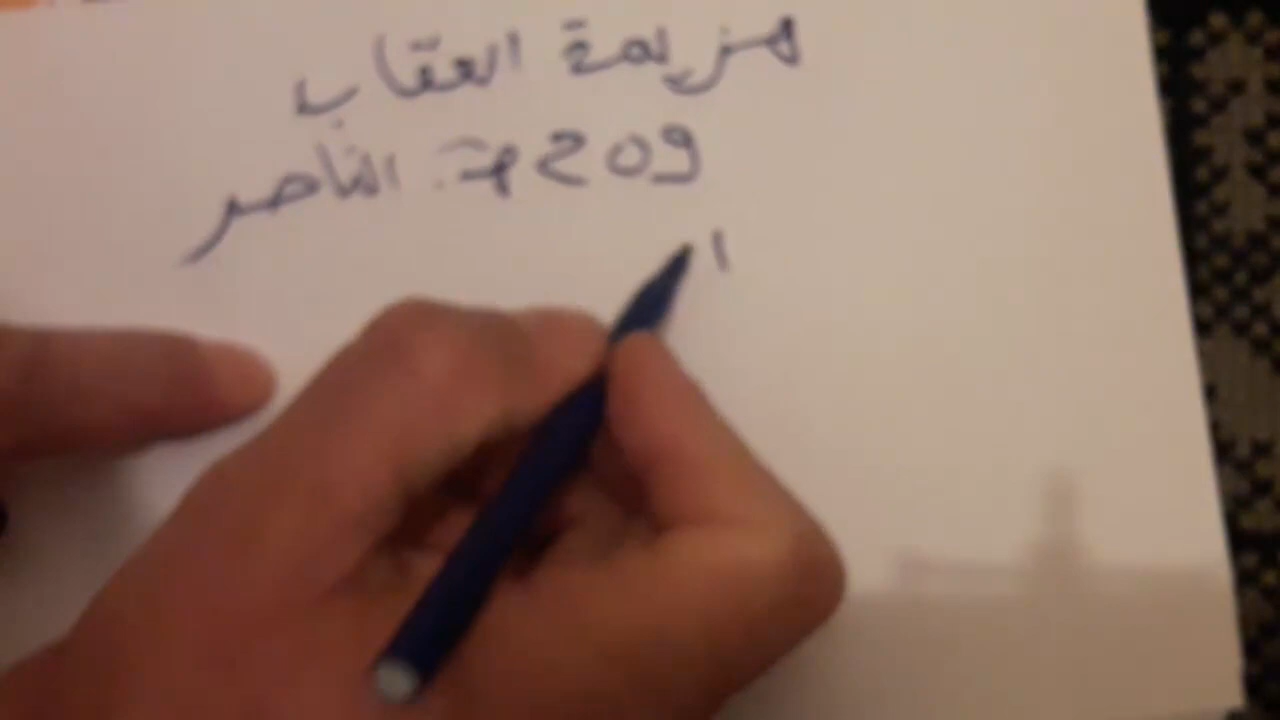 هزيمة العقاب
609هـ. الناصر
ا